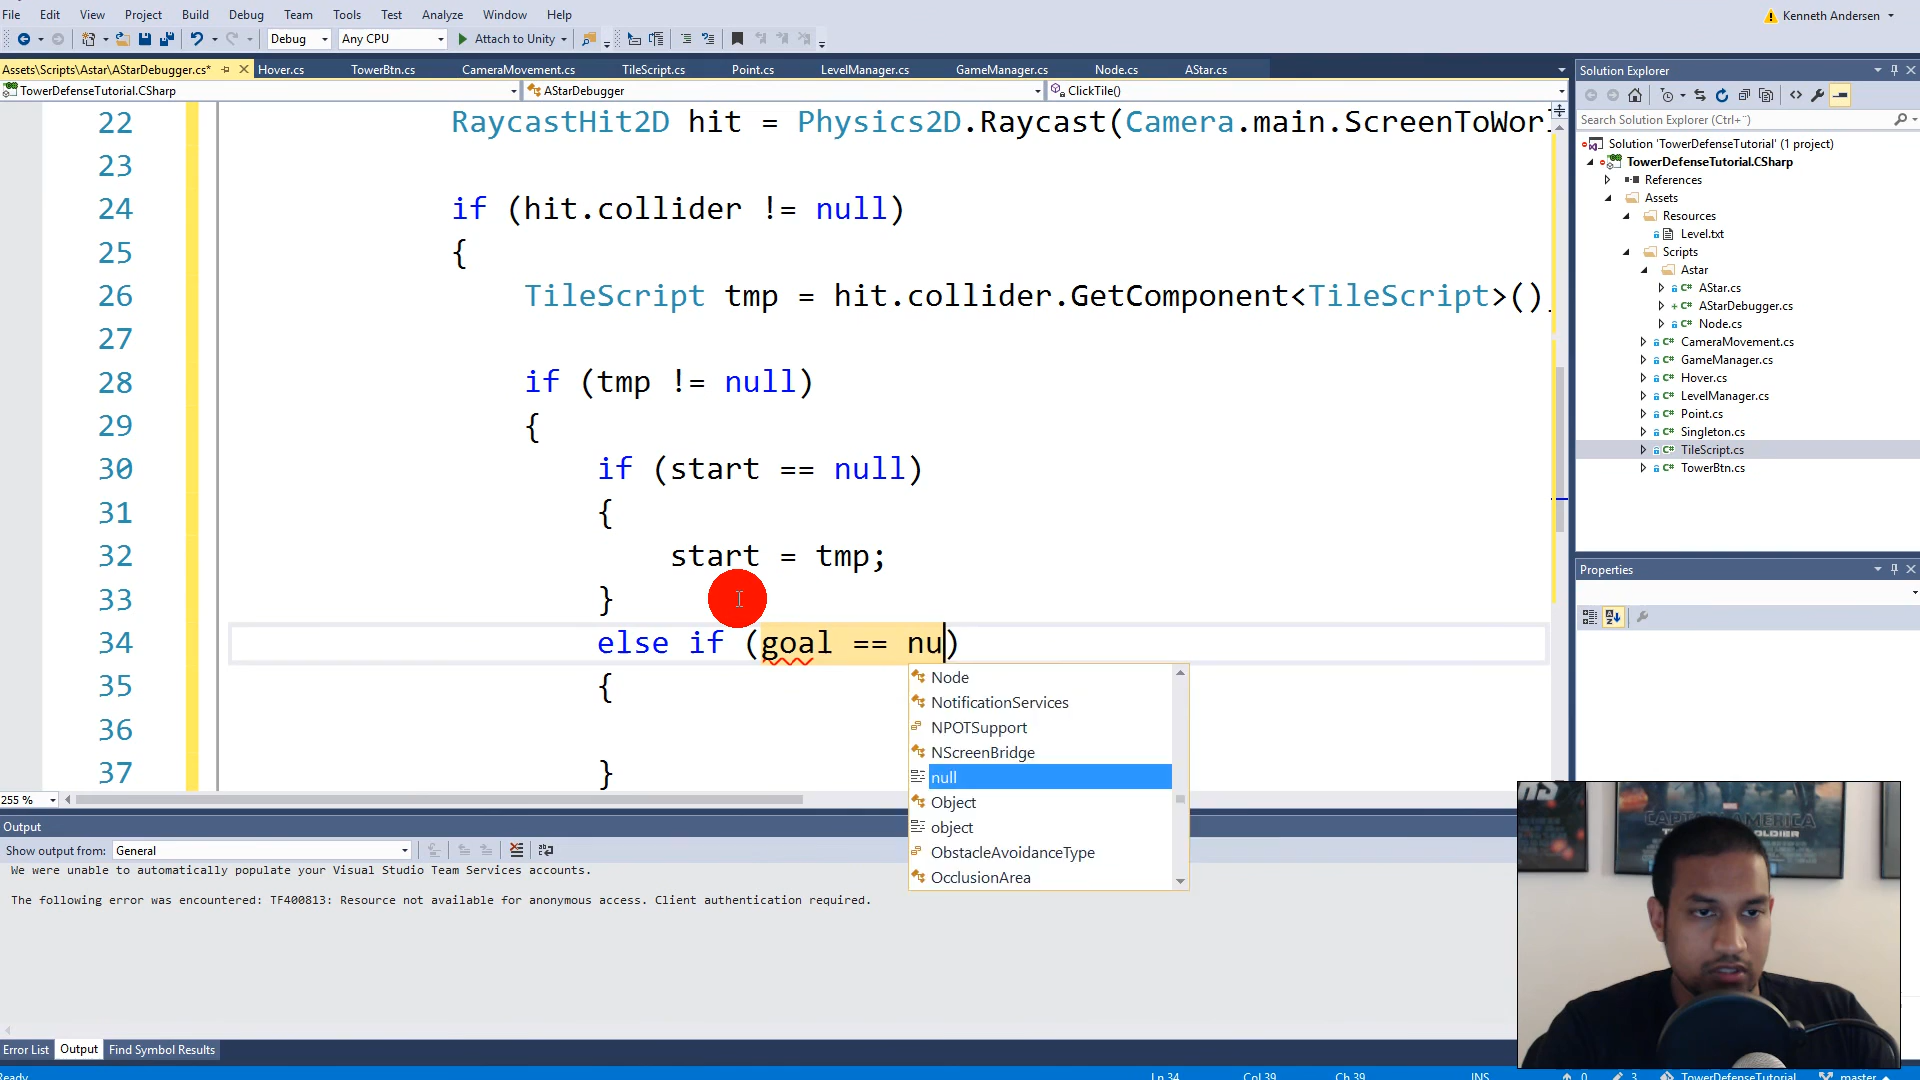 File Edit View Project Build Debug Team Tools Test Analyze Window Help Kenneth Andersen
Debug Any CPU Attach to Unity
Assets\Scripts\Astar\AStarDebugger.cs* Hover.cs TowerBtn.cs CameraMovement.cs TileScript.cs Point.cs LevelManager.cs GameManager.cs Node.cs AStar.cs
TowerDefenseTutorial.CSharp AStarDebugger ClickTile()
22 RaycastHit2D hit = Physics2D.Raycast(Camera.main.ScreenToWor
23
24 if (hit.collider != null)
25 {
26 TileScript tmp = hit.collider.GetComponent<TileScript>()
27
28 if (tmp != null)
29 {
30 if (start == null)
31 {
32 start = tmp;
33 }
34 else if (goal == nu)
35 {
36
37 }
Node
NotificationServices
NPOTSupport
NScreenBridge
null
Object
object
ObstacleAvoidanceType
OcclusionArea
255 %
Output
Show output from: General
We were unable to automatically populate your Visual Studio Team Services accounts.
The following error was encountered: TF400813: Resource not available for anonymous access. Client authentication required.
Error List Output Find Symbol Results
Ready Ln 34 Col 39 Ch 39 INS 0 3 TowerDefenseTutorial master
Solution Explorer
Search Solution Explorer (Ctrl+¨)
Solution 'TowerDefenseTutorial' (1 project)
TowerDefenseTutorial.CSharp
References
Assets
Resources
Level.txt
Scripts
Astar
AStar.cs
AStarDebugger.cs
Node.cs
CameraMovement.cs
GameManager.cs
Hover.cs
LevelManager.cs
Point.cs
Singleton.cs
TileScript.cs
TowerBtn.cs
Properties
MARVEL
CAPTAIN AMERICA